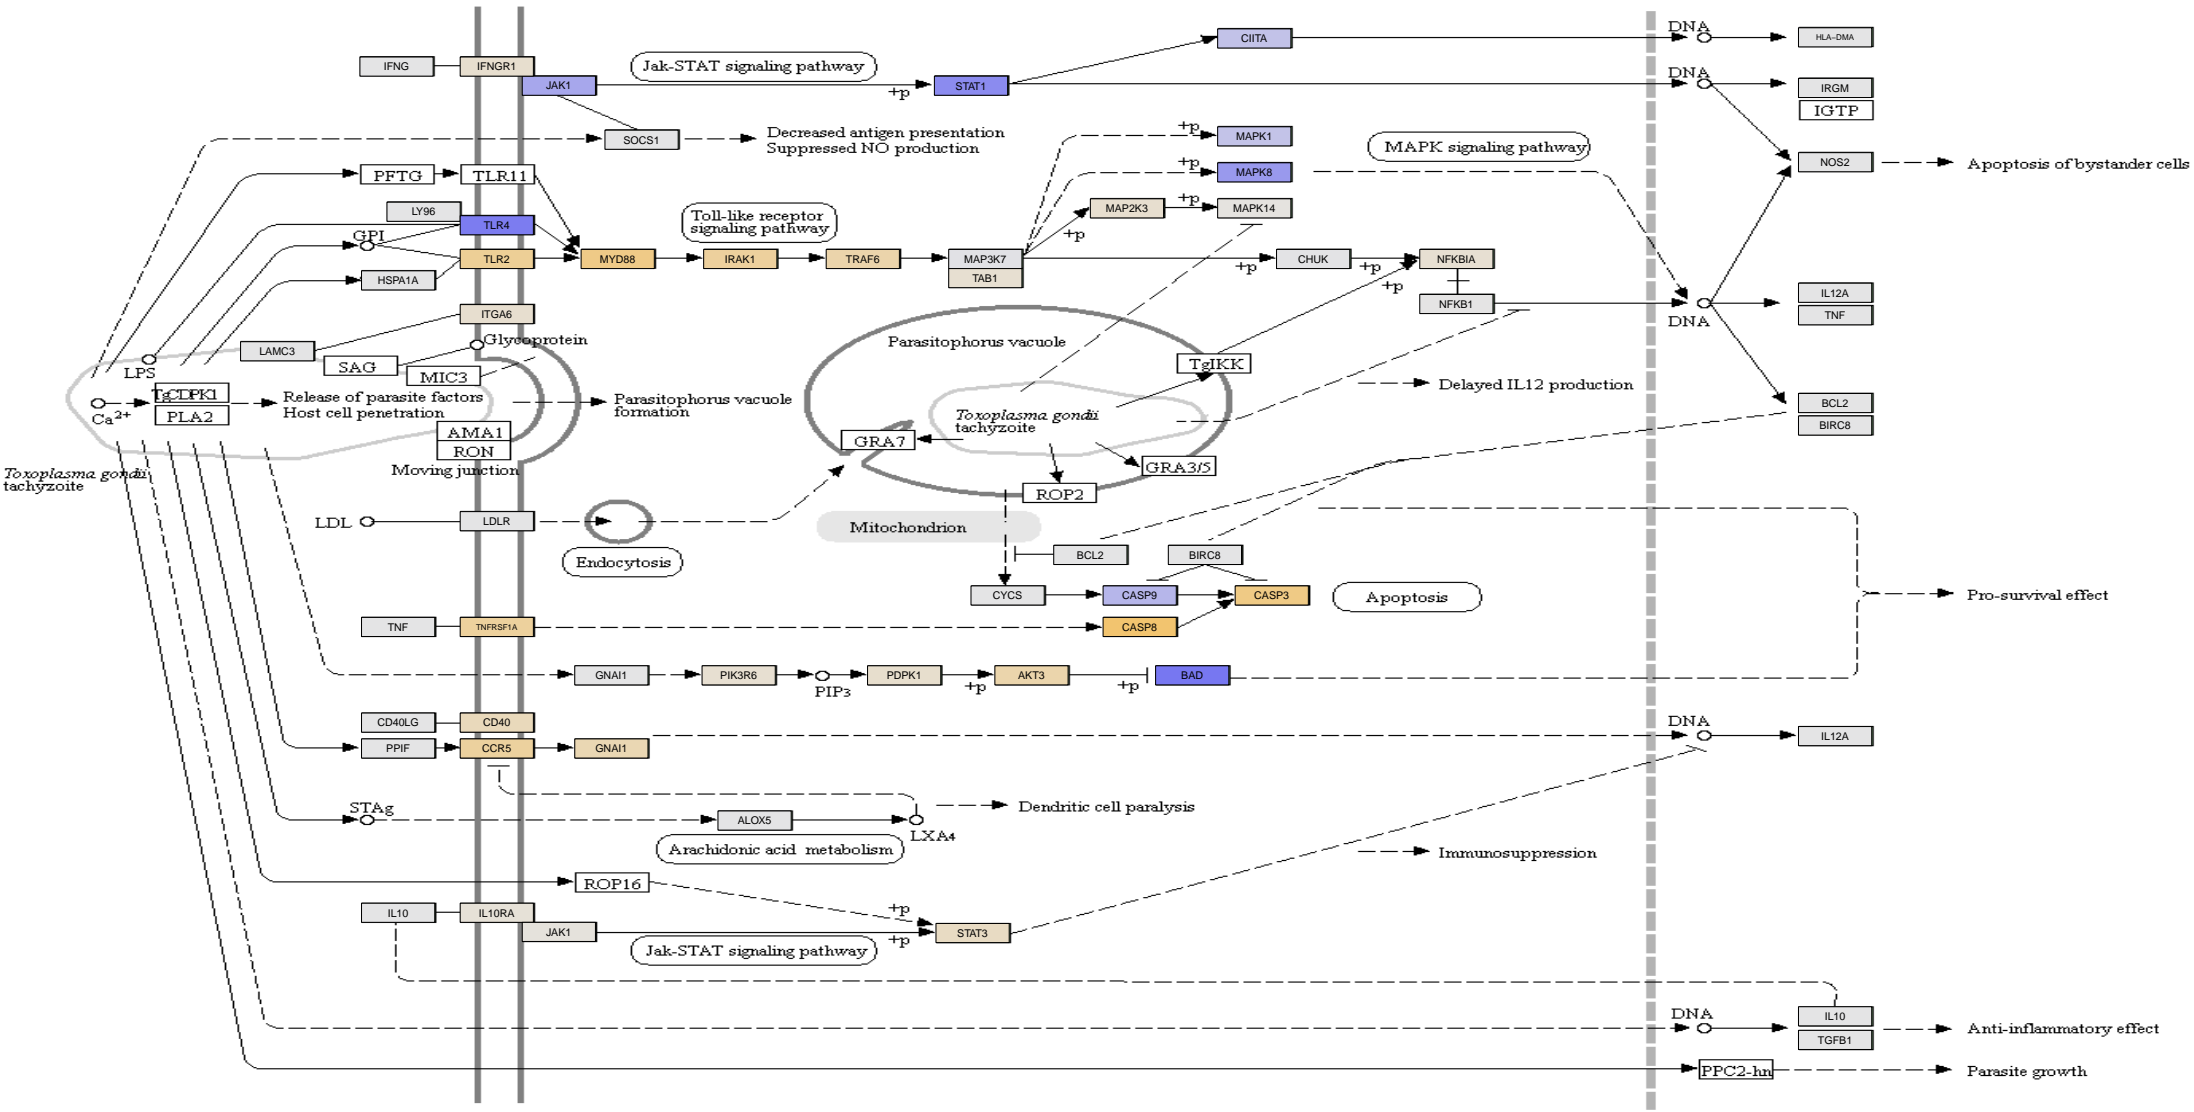 DNA
CIITA
HLA-DMA
IFNG
IFNGR1
Jak-STAT signaling pathway
DNA
JAK1
+p
STAT1
IRGM
IGTP
SOCS1
Decreased antigen presentation
Suppressed NO production
+p
MAPK1
MAPK signaling pathway
NOS2
Apoptosis of bystander cells
PFTG
TLR11
+p
MAPK8
LY96
TLR4
Toll-like receptor
signaling pathway
MAP2K3
+p
MAPK14
GPI
+p
TLR2
MYD88
IRAK1
TRAF6
MAP3K7
TAB1
+p
CHUK
+p
NFKBIA
HSPA1A
+p
NFKB1
IL12A
TNF
DNA
ITGA6
Glycoprotein
LAMC3
SAG
MIC3
LPS
Parasitophorus vacuole
TgIKK
TgCDPK1
PLA2
Ca2+
Release of parasite factors
Host cell penetration
Parasitophorus vacuole
formation
Delayed IL12 production
Toxoplasma gondii
tachyzoite
BCL2
BIRC8
AMA1
RON
Moving junction
GRA7
GRA3/5
ROP2
Toxoplasma gondii
tachyzoite
LDL
LDLR
Mitochondrion
Endocytosis
BCL2
BIRC8
CYCS
CASP9
CASP3
Apoptosis
Pro-survival effect
TNF
TNFRSF1A
CASP8
GNAI1
PIK3R6
PIP3
PDPK1
+p
AKT3
+p
BAD
CD40LG
CD40
DNA
PPIF
CCR5
GNAI1
IL12A
STAg
ALOX5
LXA4
Dendritic cell paralysis
Arachidonic acid metabolism
Immunosuppression
ROP16
IL10
IL10RA
+p
JAK1
+p
STAT3
Jak-STAT signaling pathway
DNA
IL10
TGFB1
Anti-inflammatory effect
PPC2-hn
Parasite growth